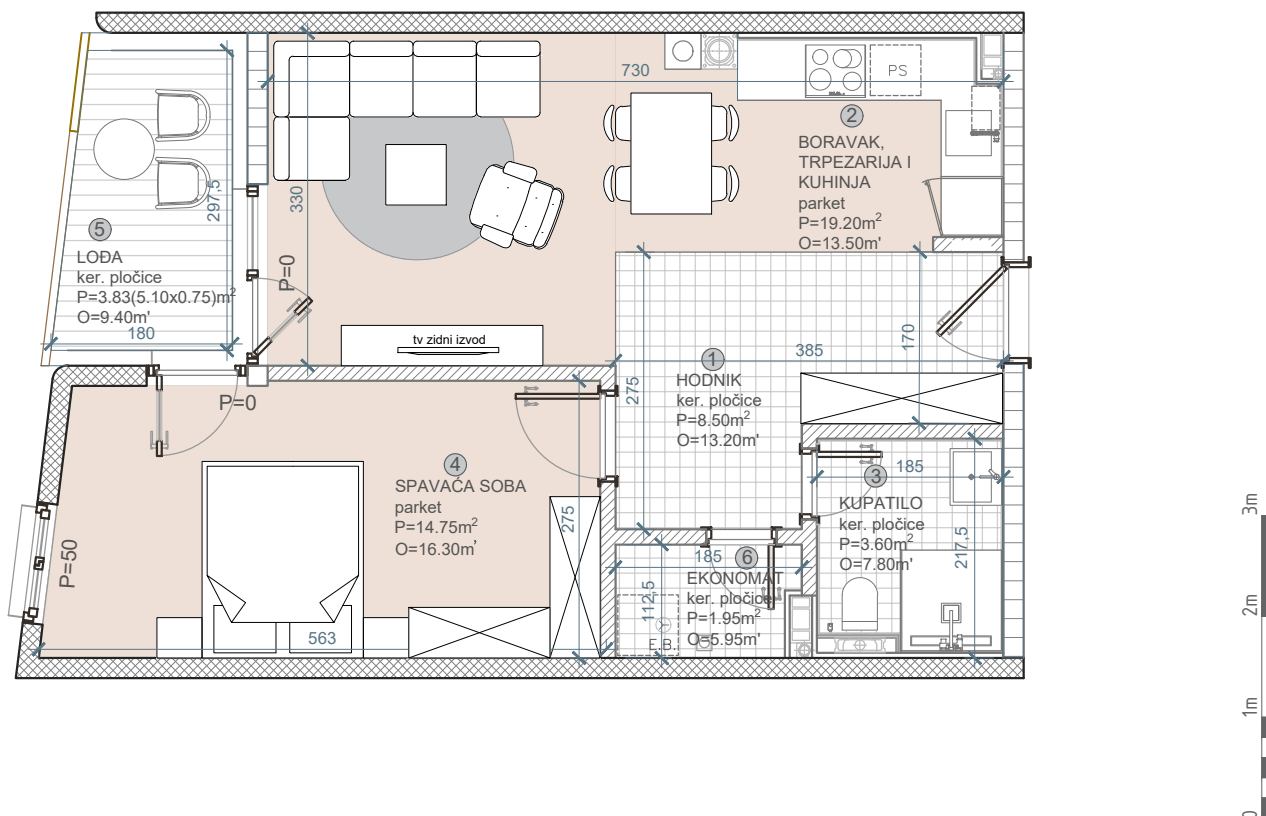 730
PS
2
BORAVAK,
TRPEZARIJA I
KUHINJA
parket
P=19.20m²
O=13.50m'
297,5
330
5
LOĐA
ker. pločice
P=3.83(5.10x0.75)m²
O=9.40m'
180
P=0
tv zidni izvod
170
385
1
HODNIK
ker. pločice
P=8.50m²
O=13.20m'
275
P=0
4
SPAVAĆA SOBA
parket
P=14.75m²
O=16.30m'
275
185
3
KUPATILO
ker. pločice
P=3.60m²
O=7.80m'
217,5
P=50
185
6
EKONOMAT
ker. pločice
P=1.95m²
O=5.95m'
112,5
E.B.
563
3m
2m
1m
0